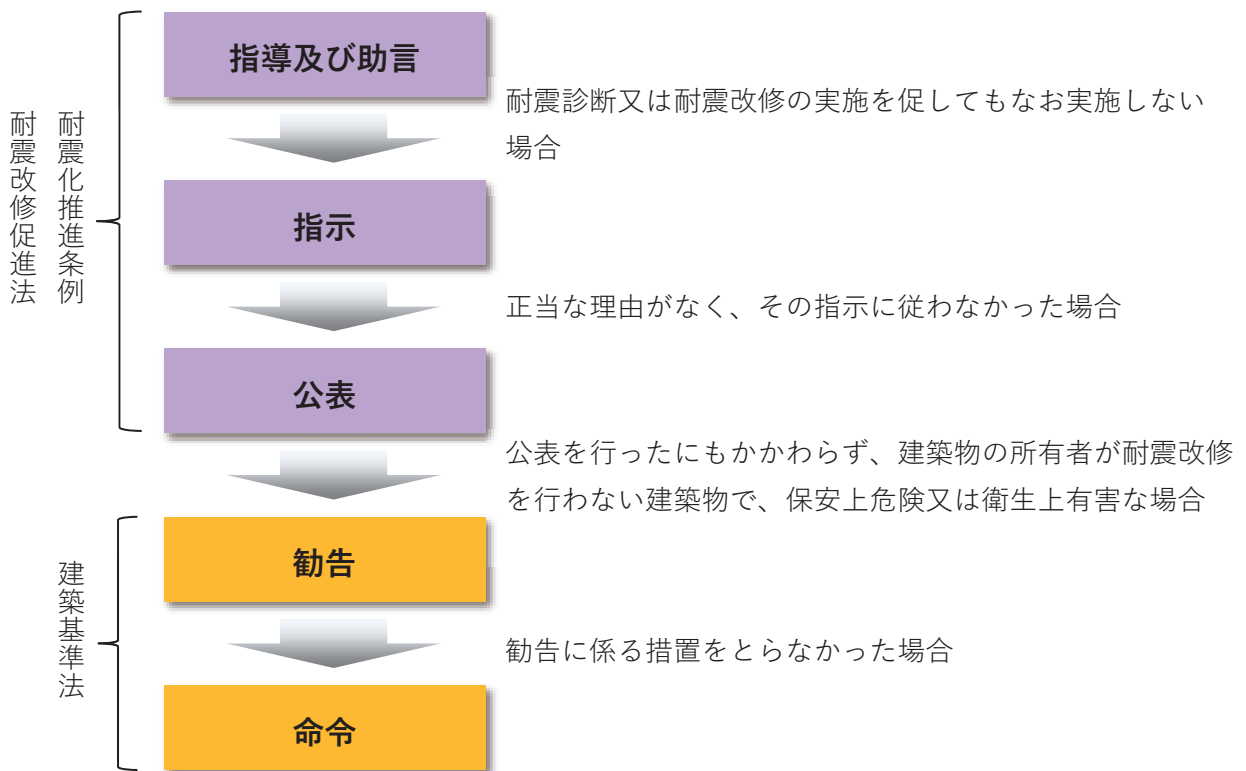 指導及び助言
耐震診断又は耐震改修の実施を促してもなお実施しない
場合
耐震化推進条例
耐震改修促進法
指示
正当な理由がなく、その指示に従わなかった場合
公表
公表を行ったにもかかわらず、建築物の所有者が耐震改修
を行わない建築物で、保安上危険又は衛生上有害な場合
建築基準法
勧告
勧告に係る措置をとらなかった場合
命令